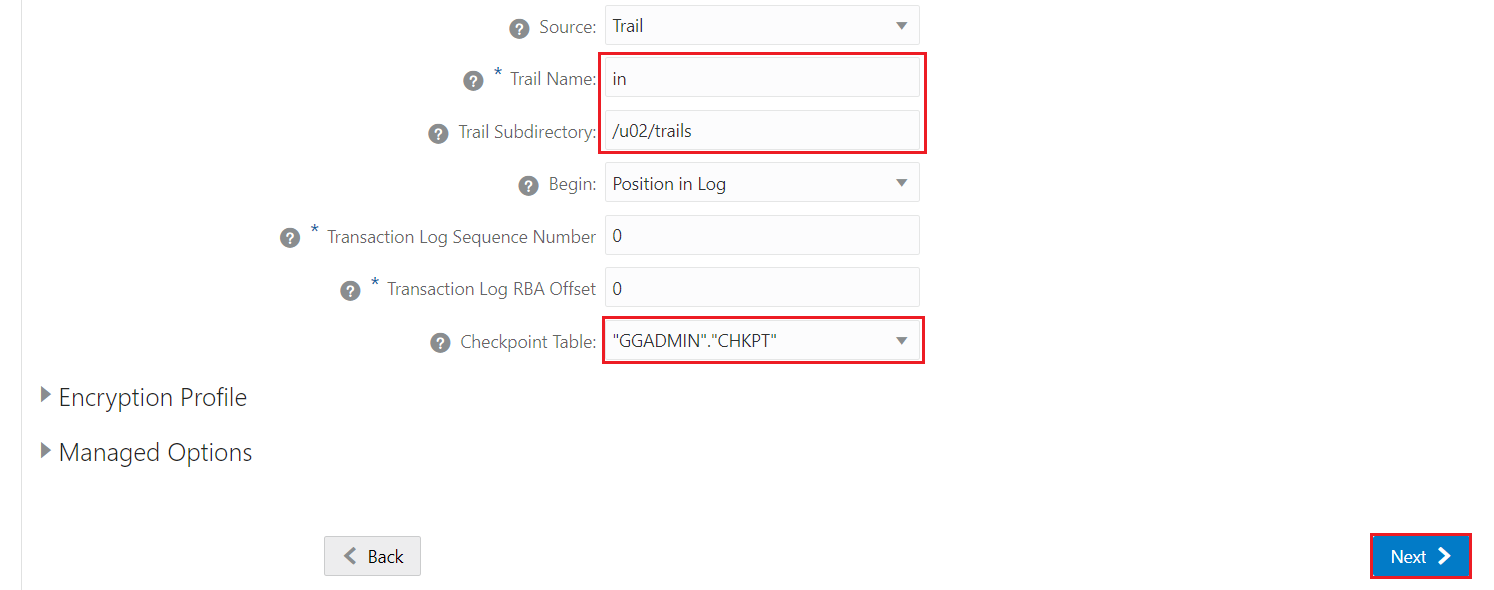 ? Source: Trail
? * Trail Name: in
? Trail Subdirectory: /u02/trails
? Begin: Position in Log
? * Transaction Log Sequence Number 0
? * Transaction Log RBA Offset 0
? Checkpoint Table: "GGADMIN"."CHKPT"
Encryption Profile
Managed Options
Back Next